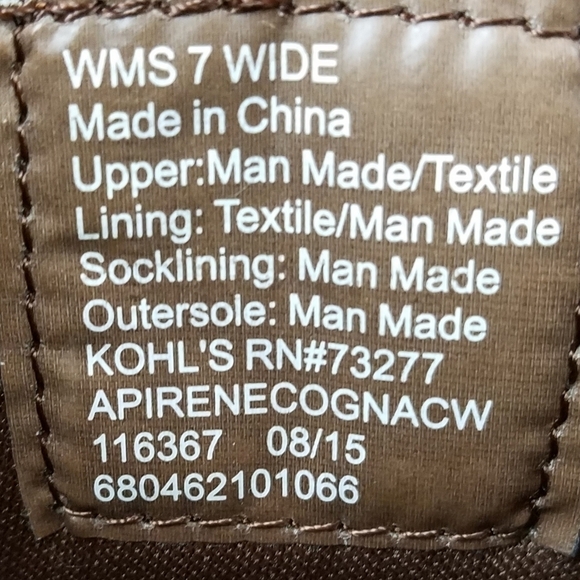 WMS 7 WIDE
Made in China
Upper:Man Made/Textile
Lining: Textile/Man Made
Socklining: Man Made
Outersole: Man Made
KOHL'S RN#73277
APIRENECOGNACW
116367 08/15
680462101066